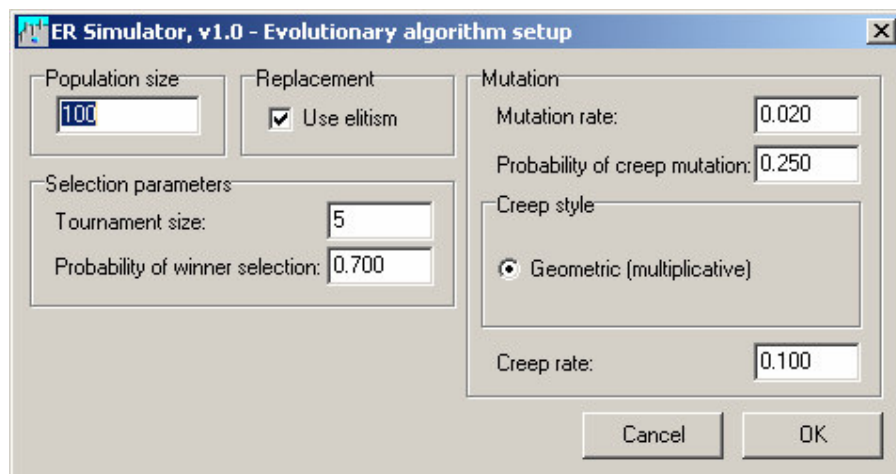 ER Simulator, v1.0 - Evolutionary algorithm setup
Population size
100
Replacement
Use elitism
Selection parameters
Tournament size: 5
Probability of winner selection: 0.700
Mutation
Mutation rate: 0.020
Probability of creep mutation: 0.250
Creep style
Geometric (multiplicative)
Creep rate: 0.100
Cancel
OK